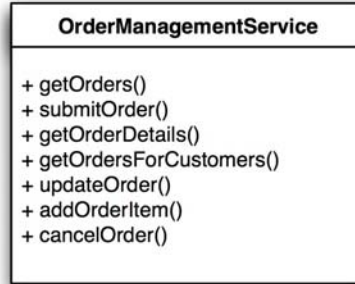 OrderManagementService
+ getOrders()
+ submitOrder()
+ getOrderDetails()
+ getOrdersForCustomers()
+ updateOrder()
+ addOrderItem()
+ cancelOrder()